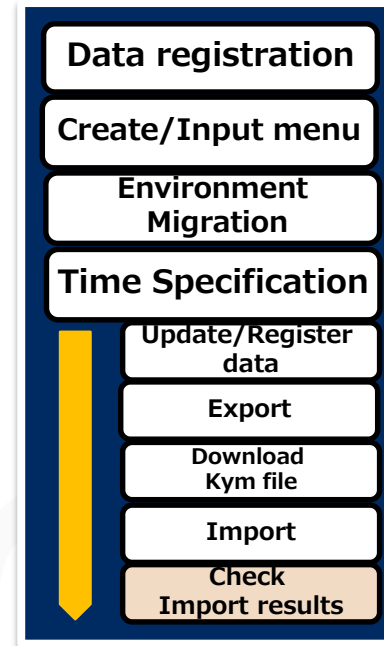 Data registration
Create/Input menu
Environment
Migration
Time Specification
Update/Register
data
Export
Download
Kym file
Import
Check
Import results